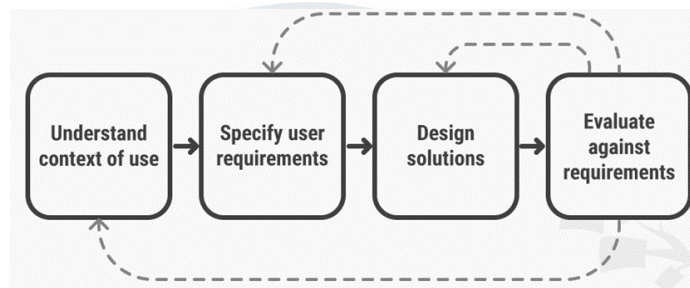 Understand
context of use
Specify user
requirements
Design
solutions
Evaluate
against
requirements